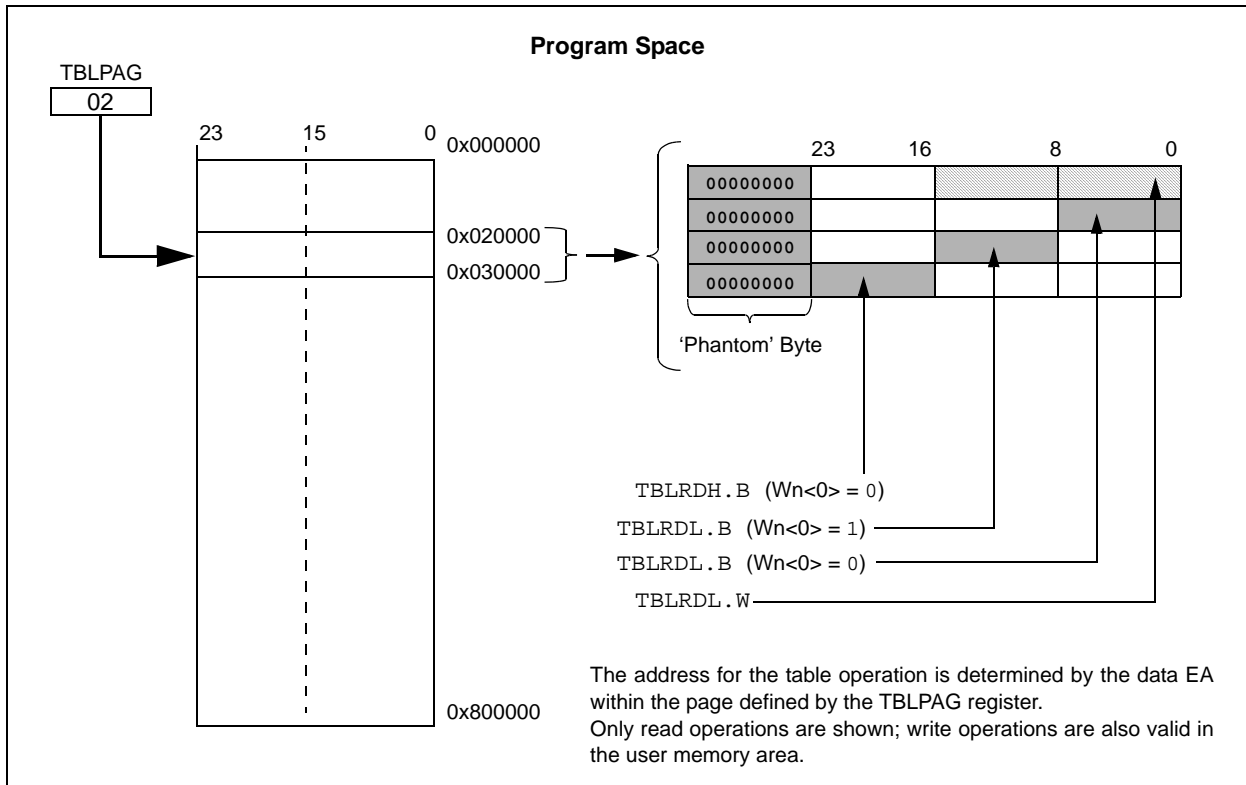 Program Space
TBLPAG
02
23 15 0
0x000000
0x020000
0x030000
0x800000
23 16 8 0
00000000
00000000
00000000
00000000
‘Phantom’ Byte
TBLRDH.B (Wn<0> = 0)
TBLRDL.B (Wn<0> = 1)
TBLRDL.B (Wn<0> = 0)
TBLRDL.W
The address for the table operation is determined by the data EA
within the page defined by the TBLPAG register.
Only read operations are shown; write operations are also valid in
the user memory area.